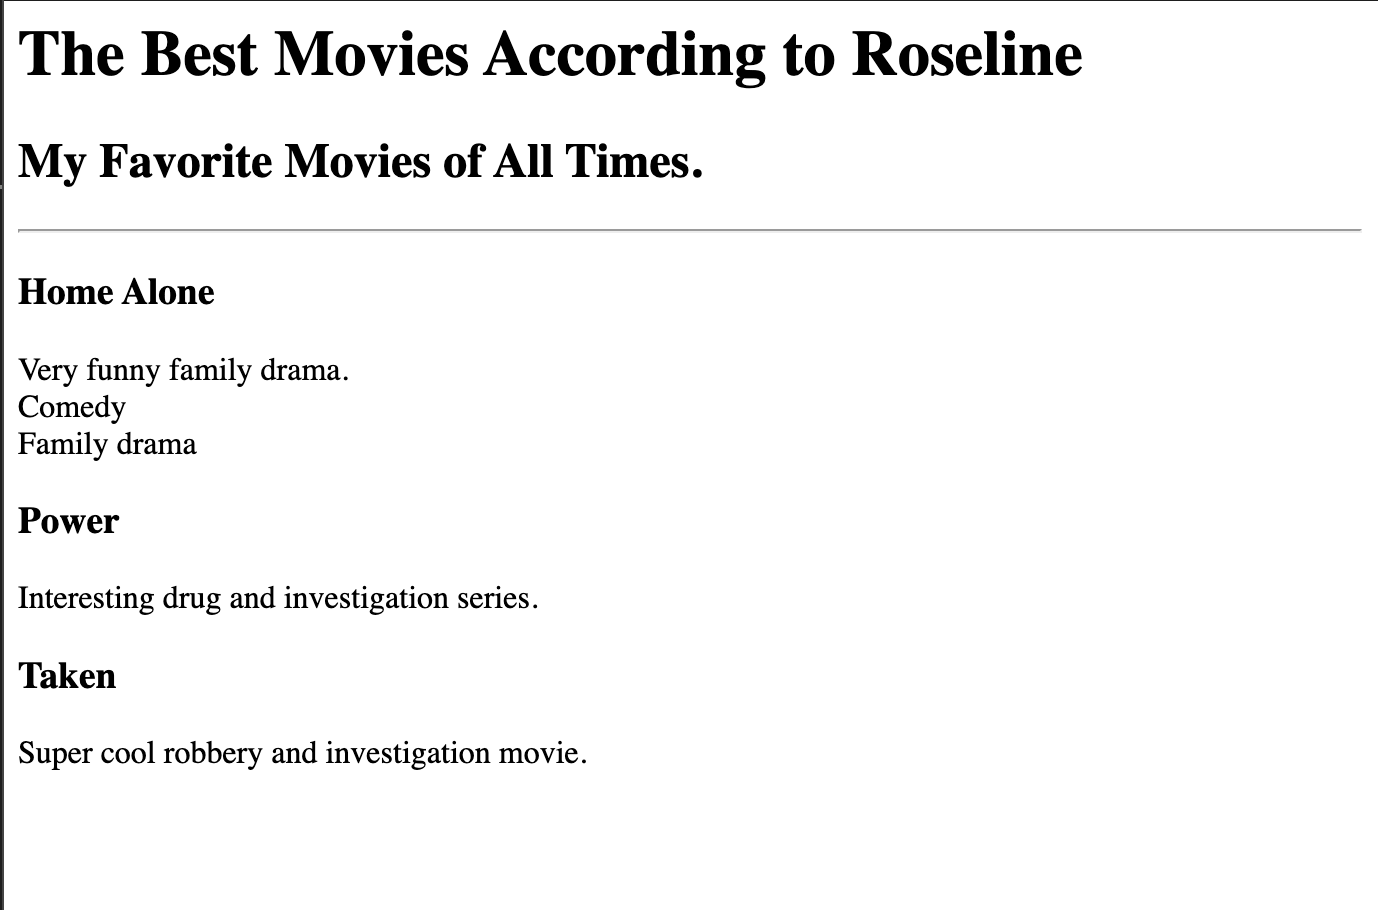 The Best Movies According to Roseline
My Favorite Movies of All Times.
Home Alone
Very funny family drama.
Comedy
Family drama
Power
Interesting drug and investigation series.
Taken
Super cool robbery and investigation movie.